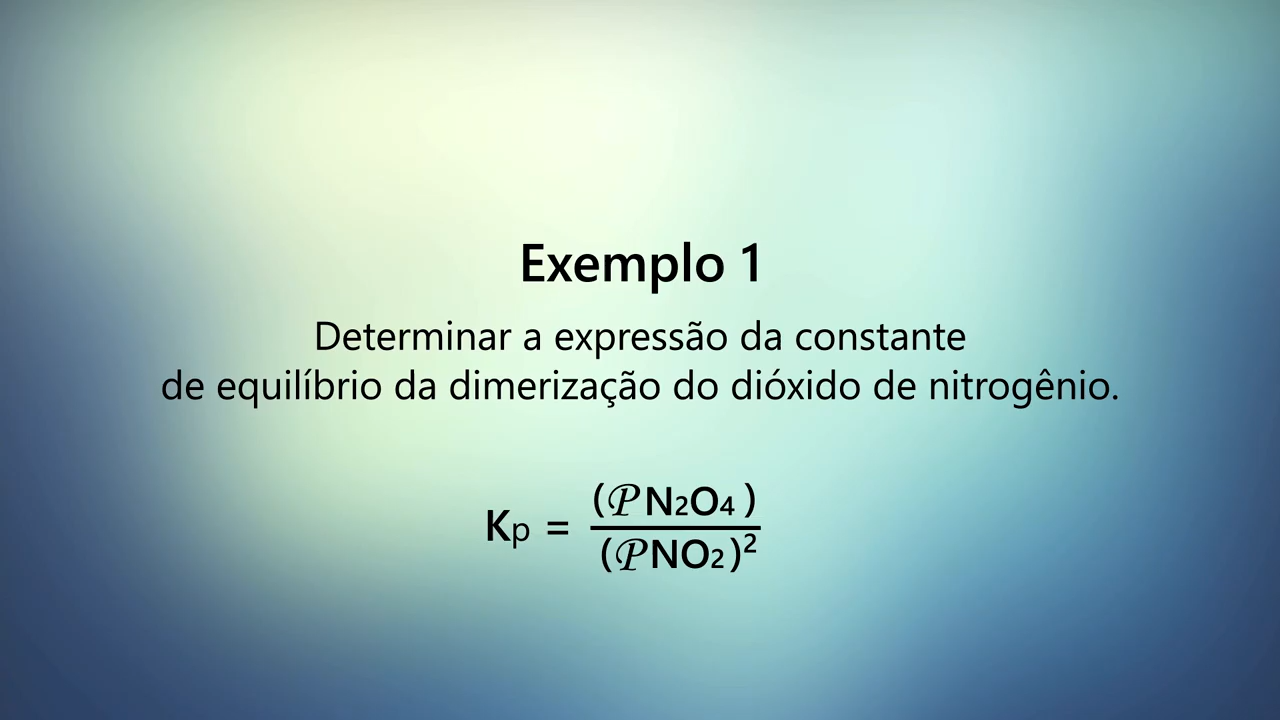 Exemplo 1
Determinar a expressão da constante
de equilíbrio da dimerização do dióxido de nitrogênio.
Kp = (𝒫N₂O₄) / (𝒫NO₂)²